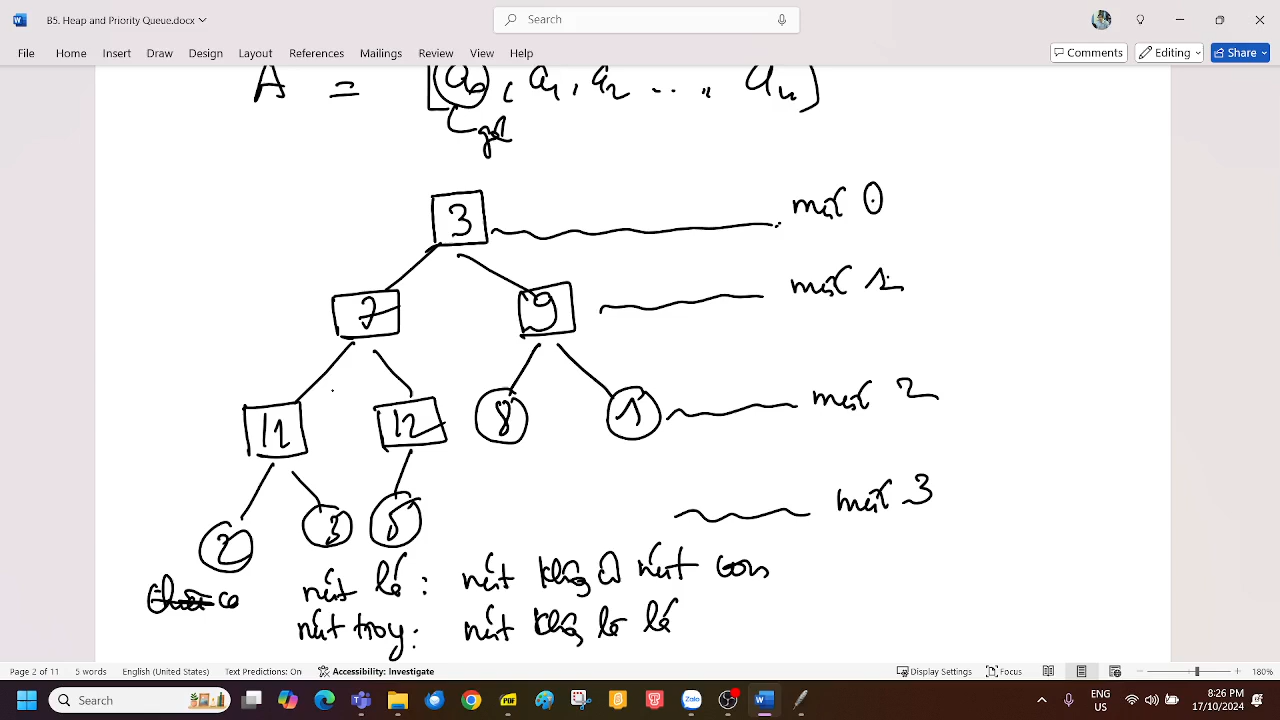 B5. Heap and Priority Queue.docx
Search
File Home Insert Draw Design Layout References Mailings Review View Help
Comments Editing Share
A = [a0, a1, a2 ..., an]
3
mức 0
7 9
mức 1
11 12 8 1
mức 2
2 3 5
mức 3
nút lá: nút không có nút con
nút trog: nút không là lá
Page 2 of 11 5 words English (United States) Text Predictions: On Accessibility: Investigate Display Settings Focus 180%
Search
PDF
Zalo
ENG
US
8:26 PM
17/10/2024